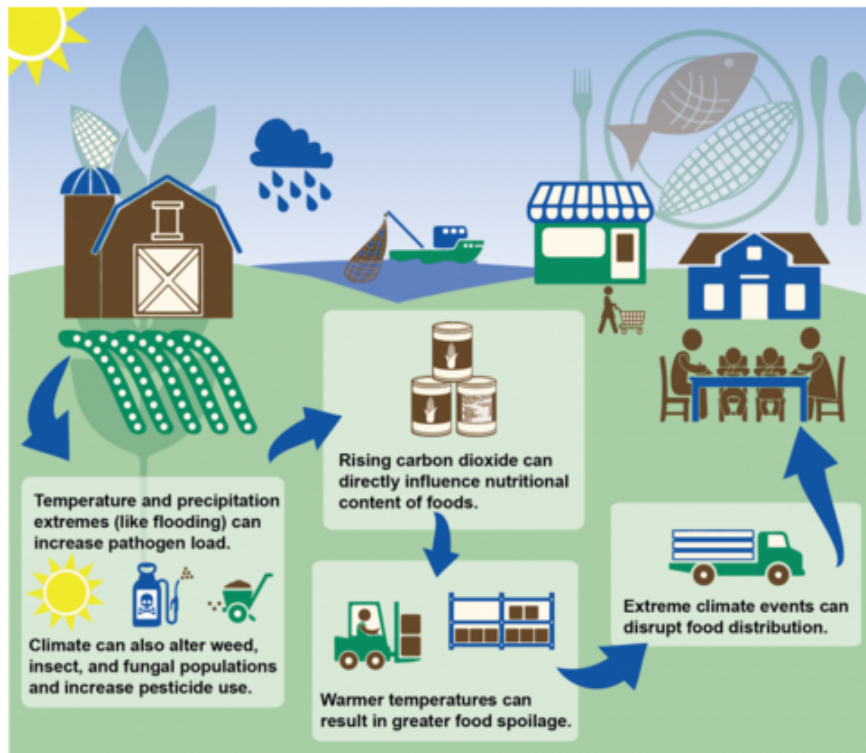 Temperature and precipitation
extremes (like flooding) can
increase pathogen load.
Climate can also alter weed,
insect, and fungal populations
and increase pesticide use.
Rising carbon dioxide can
directly influence nutritional
content of foods.
Warmer temperatures can
result in greater food spoilage.
Extreme climate events can
disrupt food distribution.